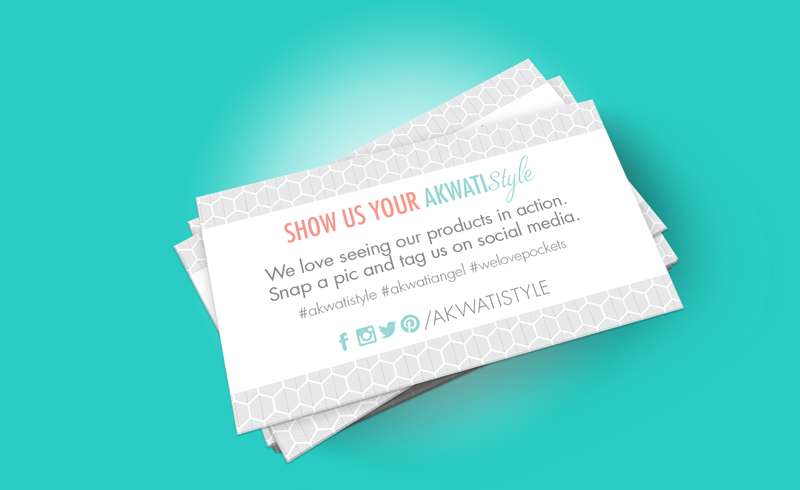 SHOW US YOUR AKWATIStyle
We love seeing our products in action.
Snap a pic and tag us on social media.
#akwatistyle #akwatiangel #welovepockets
/AKWATISTYLE